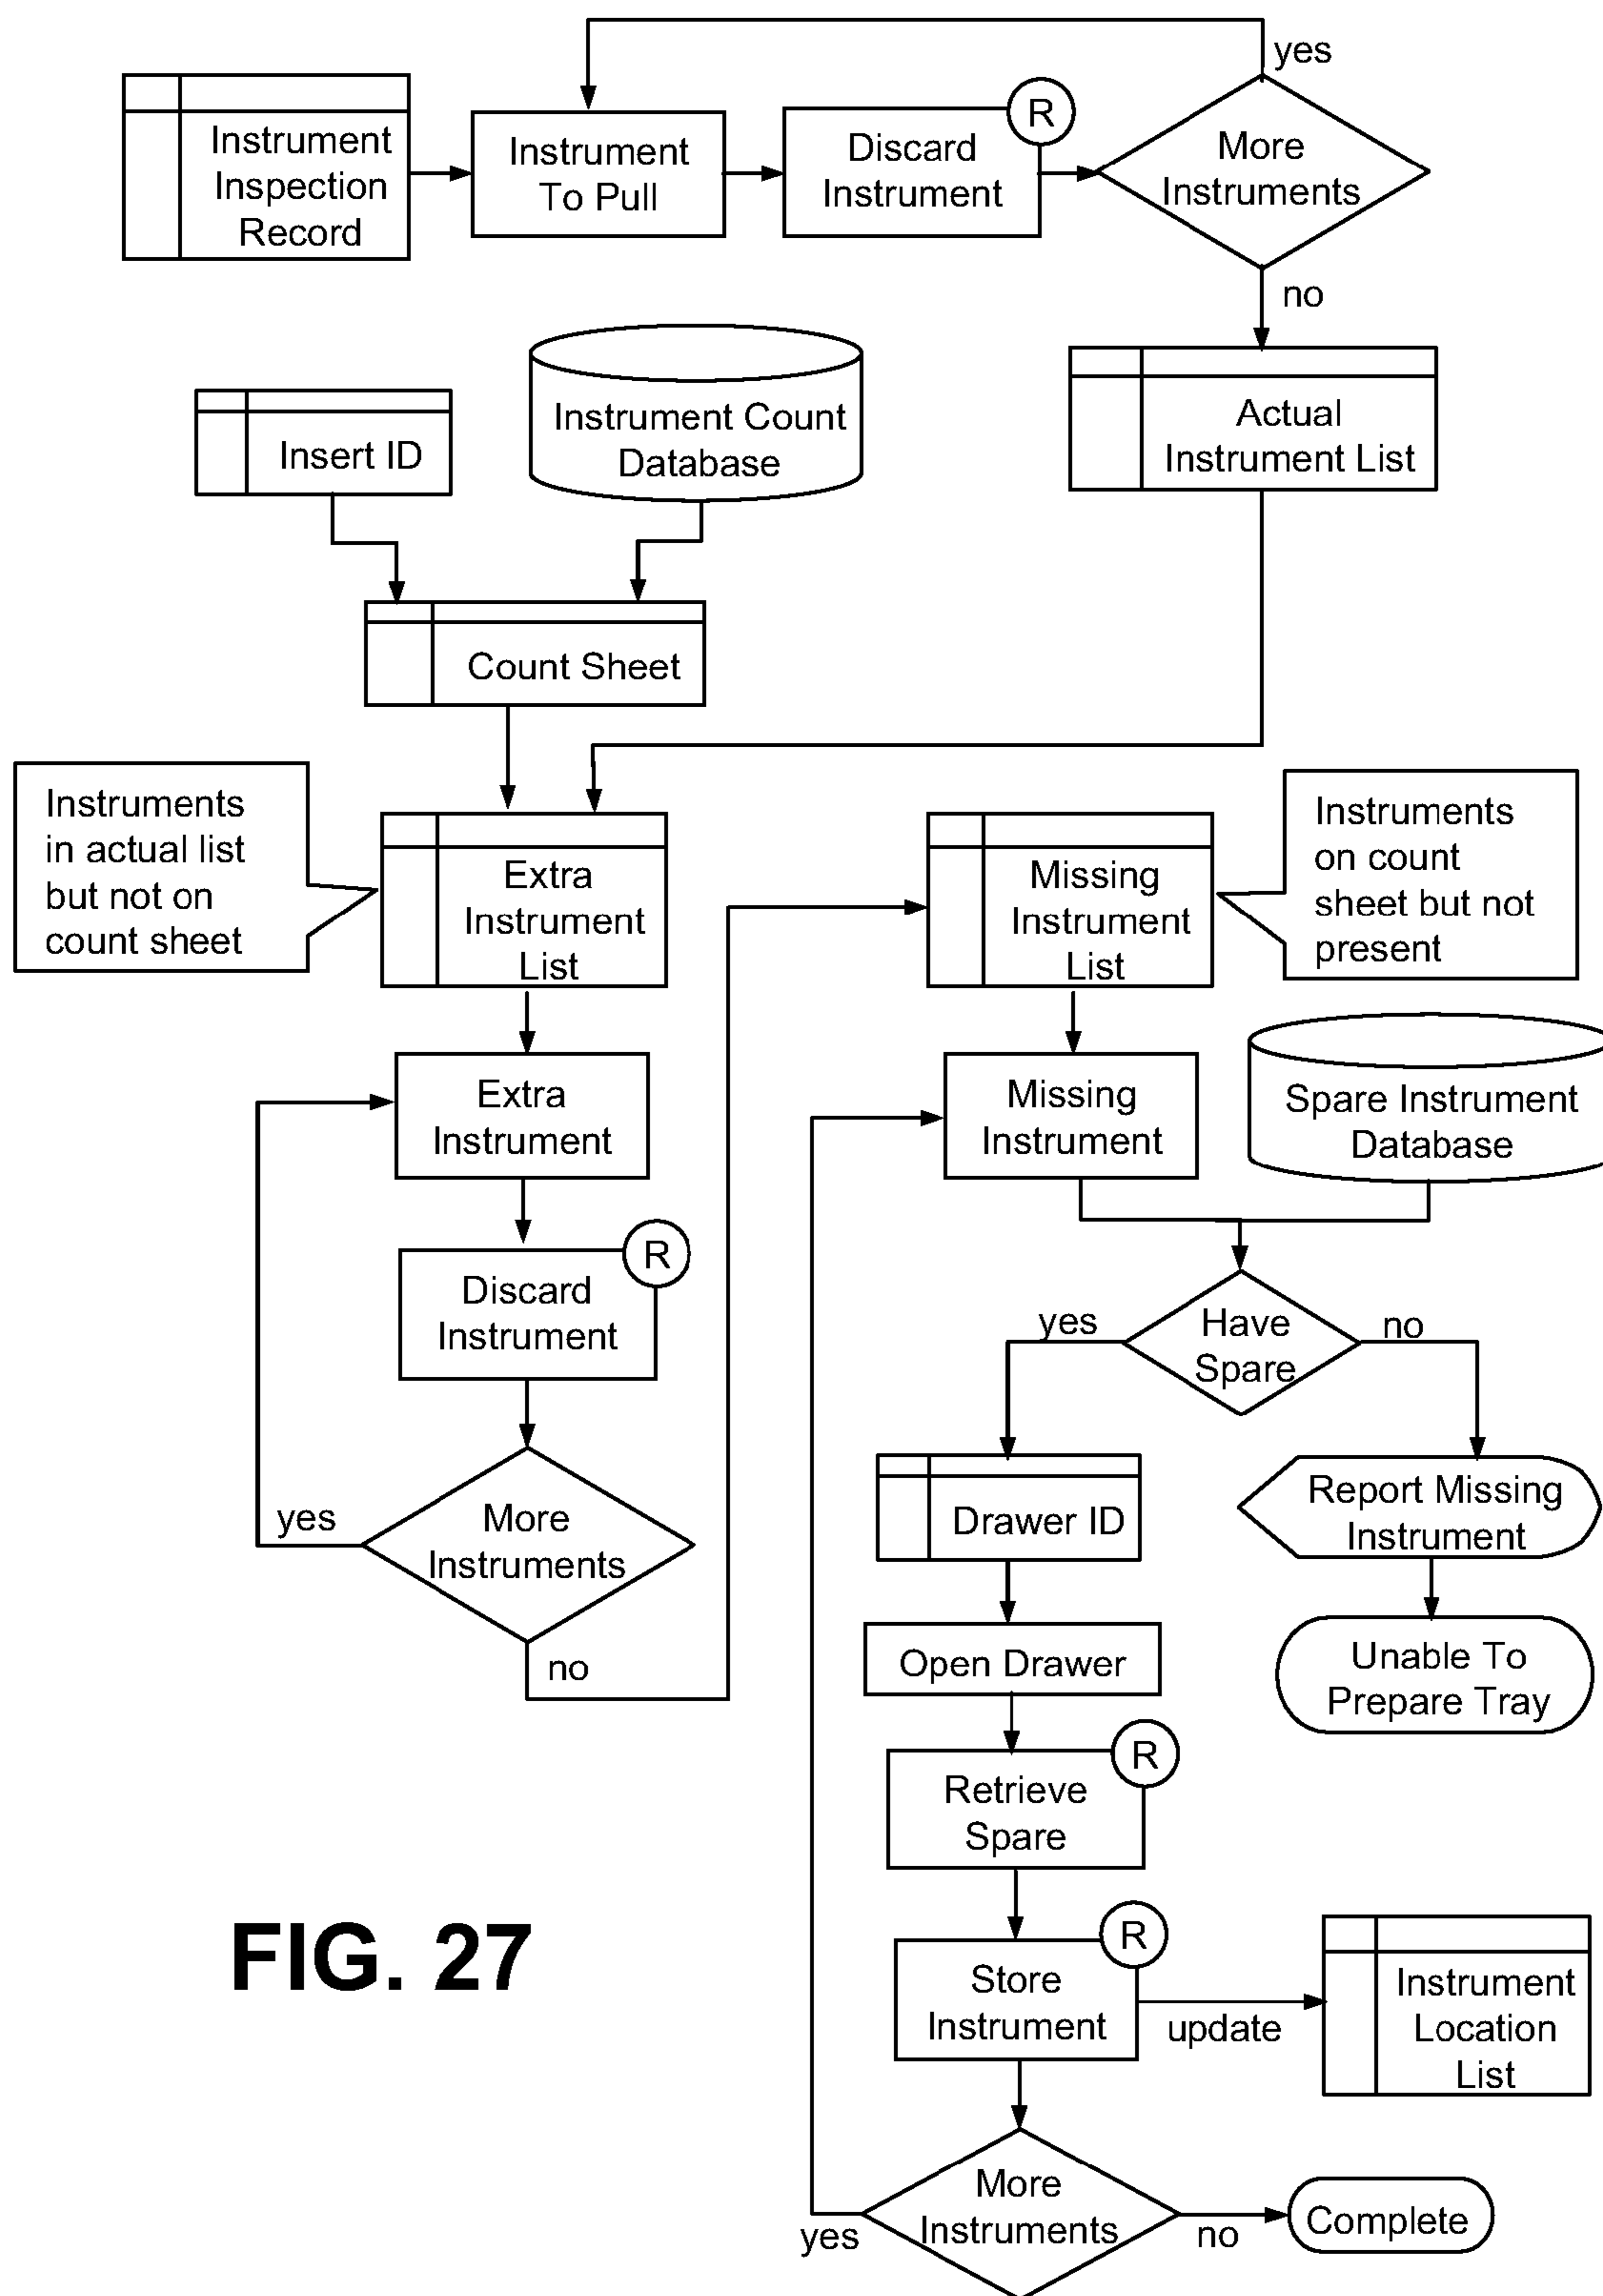 yes
Instrument
Inspection
Record
Instrument
To Pull
Discard
Instrument
R
More
Instruments
no
Insert ID
Instrument Count
Database
Actual
Instrument List
Count Sheet
Instruments
in actual list
but not on
count sheet
Extra
Instrument
List
Missing
Instrument
List
Instruments
on count
sheet but not
present
Extra
Instrument
Missing
Instrument
Spare Instrument
Database
Discard
Instrument
R
yes
Have
Spare
no
More
Instruments
yes
no
Drawer ID
Report Missing
Instrument
Open Drawer
Unable To
Prepare Tray
Retrieve
Spare
R
Store
Instrument
R
update
Instrument
Location
List
FIG. 27
More
Instruments
yes
no
Complete